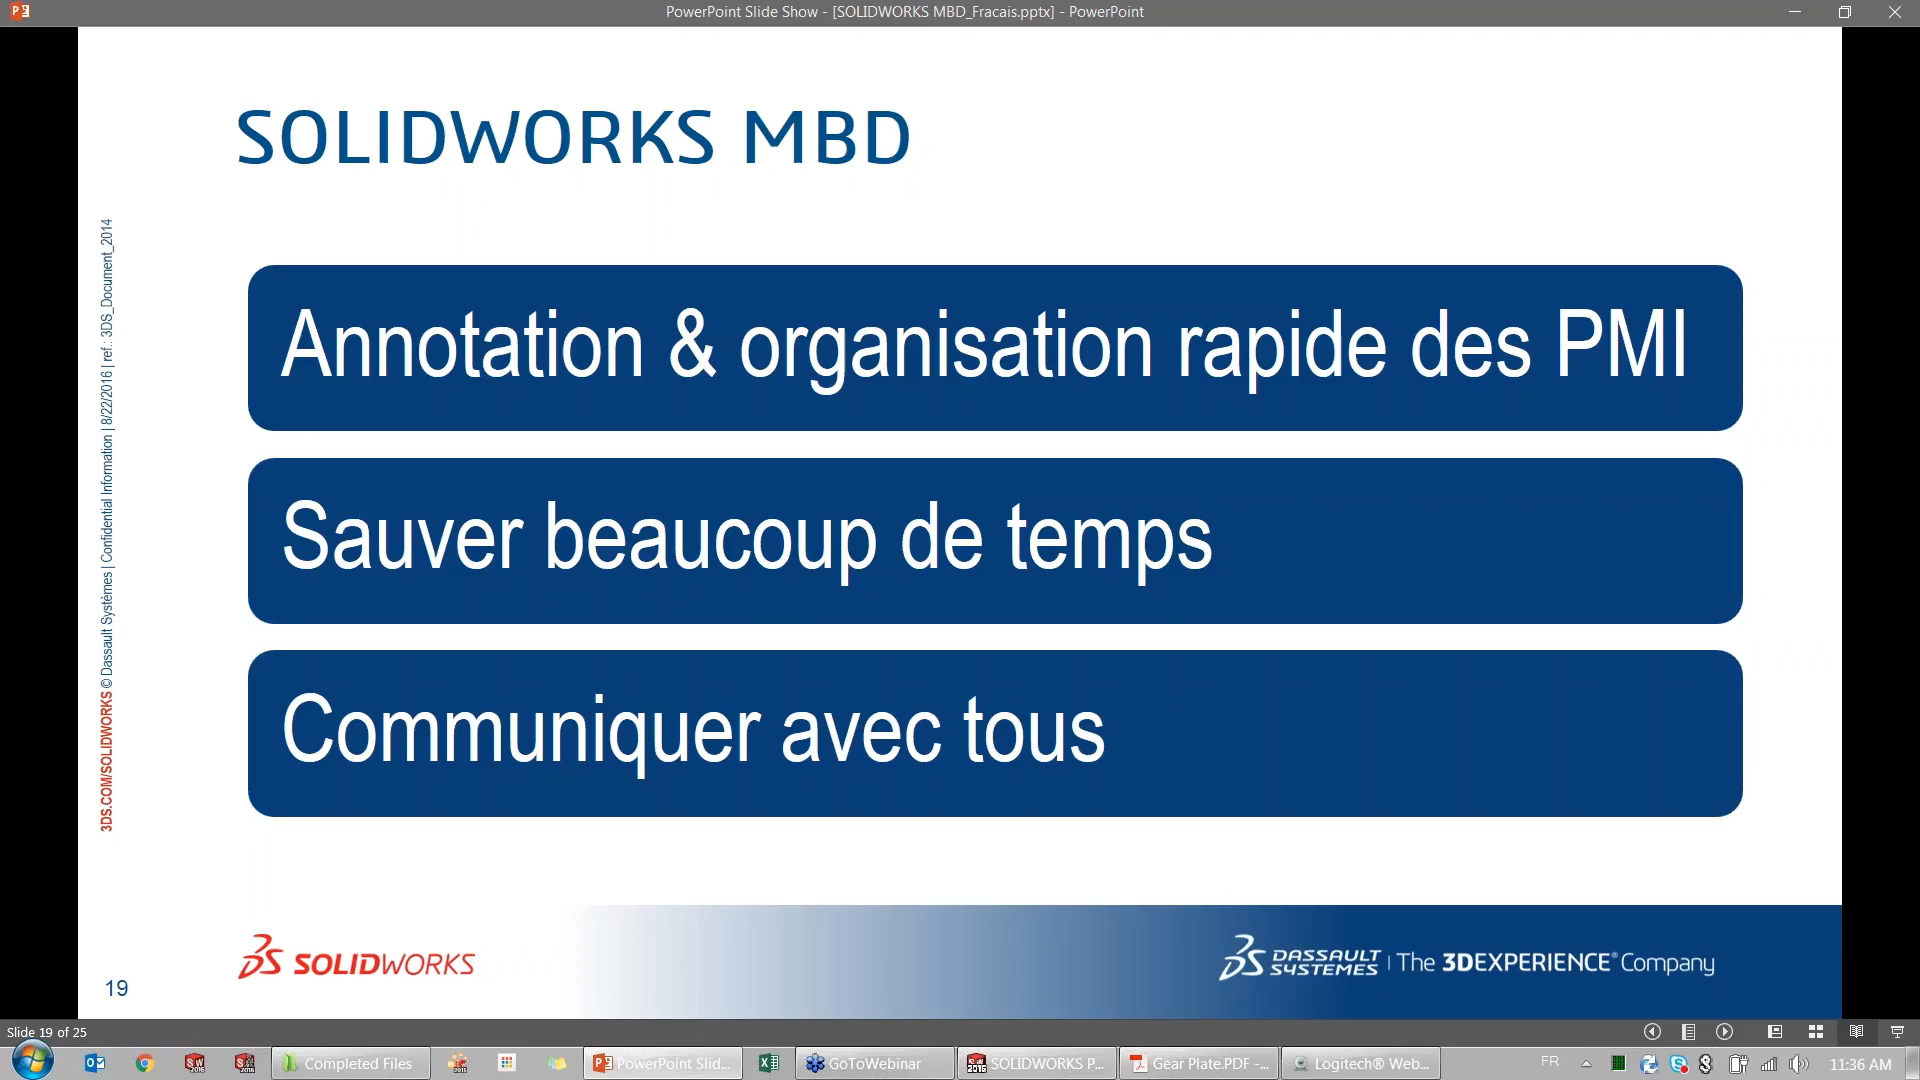 PowerPoint Slide Show - [SOLIDWORKS MBD_Fracais.pptx] - PowerPoint
SOLIDWORKS MBD
3DS.COM/SOLIDWORKS © Dassault Systèmes | Confidential Information | 8/22/2016 | ref.: 3DS_Document_2014
Annotation & organisation rapide des PMI
Sauver beaucoup de temps
Communiquer avec tous
SOLIDWORKS
DASSAULT SYSTEMES | The 3DEXPERIENCE® Company
19
Slide 19 of 25
Completed Files
PowerPoint Slid...
GoToWebinar
SOLIDWORKS P...
Gear Plate.PDF -...
Logitech® Web...
FR
11:36 AM